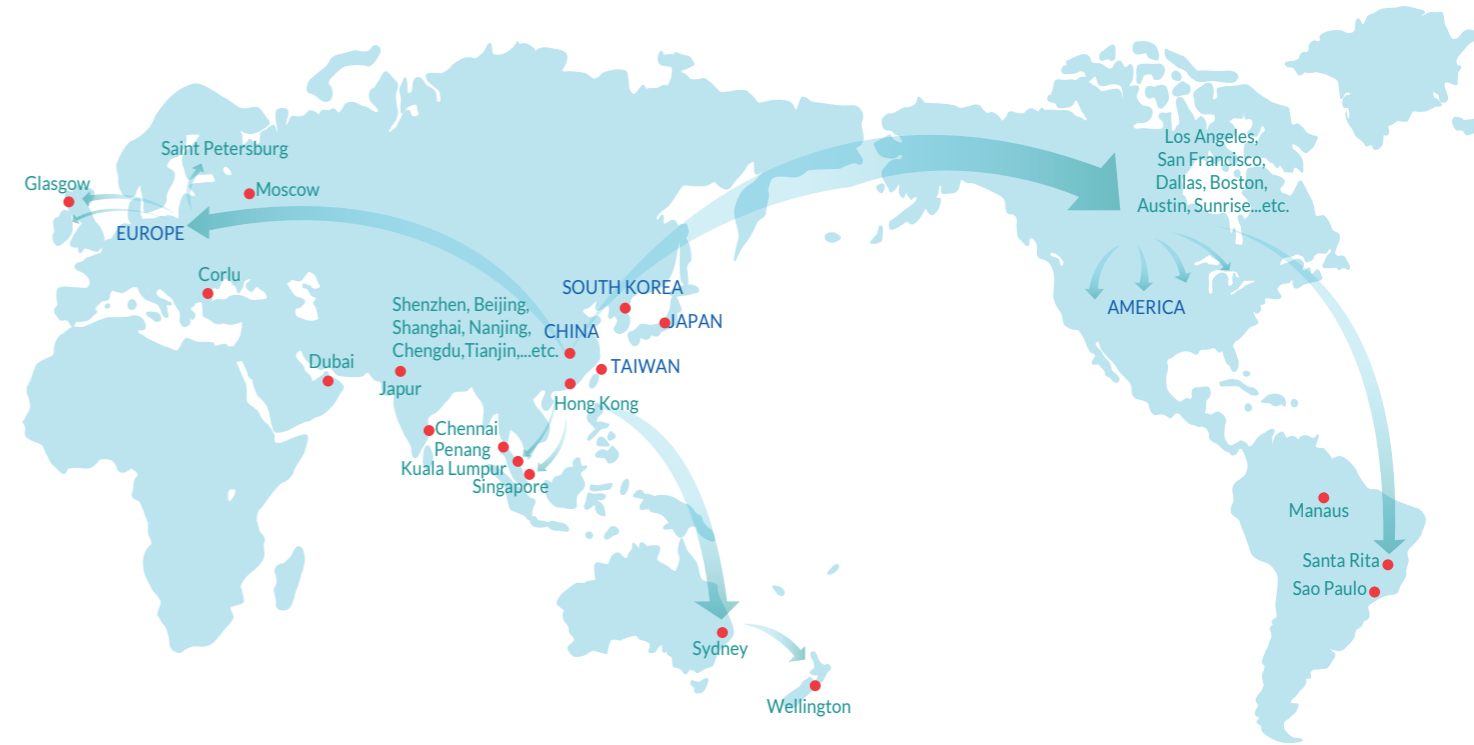 Los Angeles,
San Francisco,
Dallas, Boston,
Austin, Sunrise...etc.
Saint Petersburg
Glasgow
Moscow
EUROPE
Corlu
SOUTH KOREA
Shenzhen, Beijing,
Shanghai, Nanjing,
Chengdu,Tianjin,...etc.
CHINA
JAPAN
AMERICA
Dubai
TAIWAN
Japur
Hong Kong
Chennai
Penang
Kuala Lumpur
Singapore
Manaus
Santa Rita
Sao Paulo
Sydney
Wellington